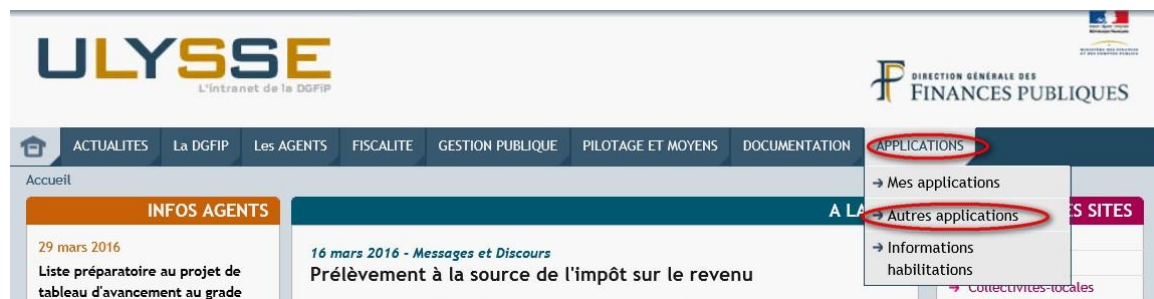 ULYSSE
L'intranet de la DGFiP
DIRECTION GÉNÉRALE DES
FINANCES PUBLIQUES
ACTUALITES La DGFIP Les AGENTS FISCALITE GESTION PUBLIQUE PILOTAGE ET MOYENS DOCUMENTATION APPLICATIONS
Accueil
→ Mes applications
→ Autres applications
→ Informations
habilitations
INFOS AGENTS
29 mars 2016
Liste préparatoire au projet de
tableau d'avancement au grade
A LA
16 mars 2016 - Messages et Discours
Prélèvement à la source de l'impôt sur le revenu
SITES
→ Collectivités-locales